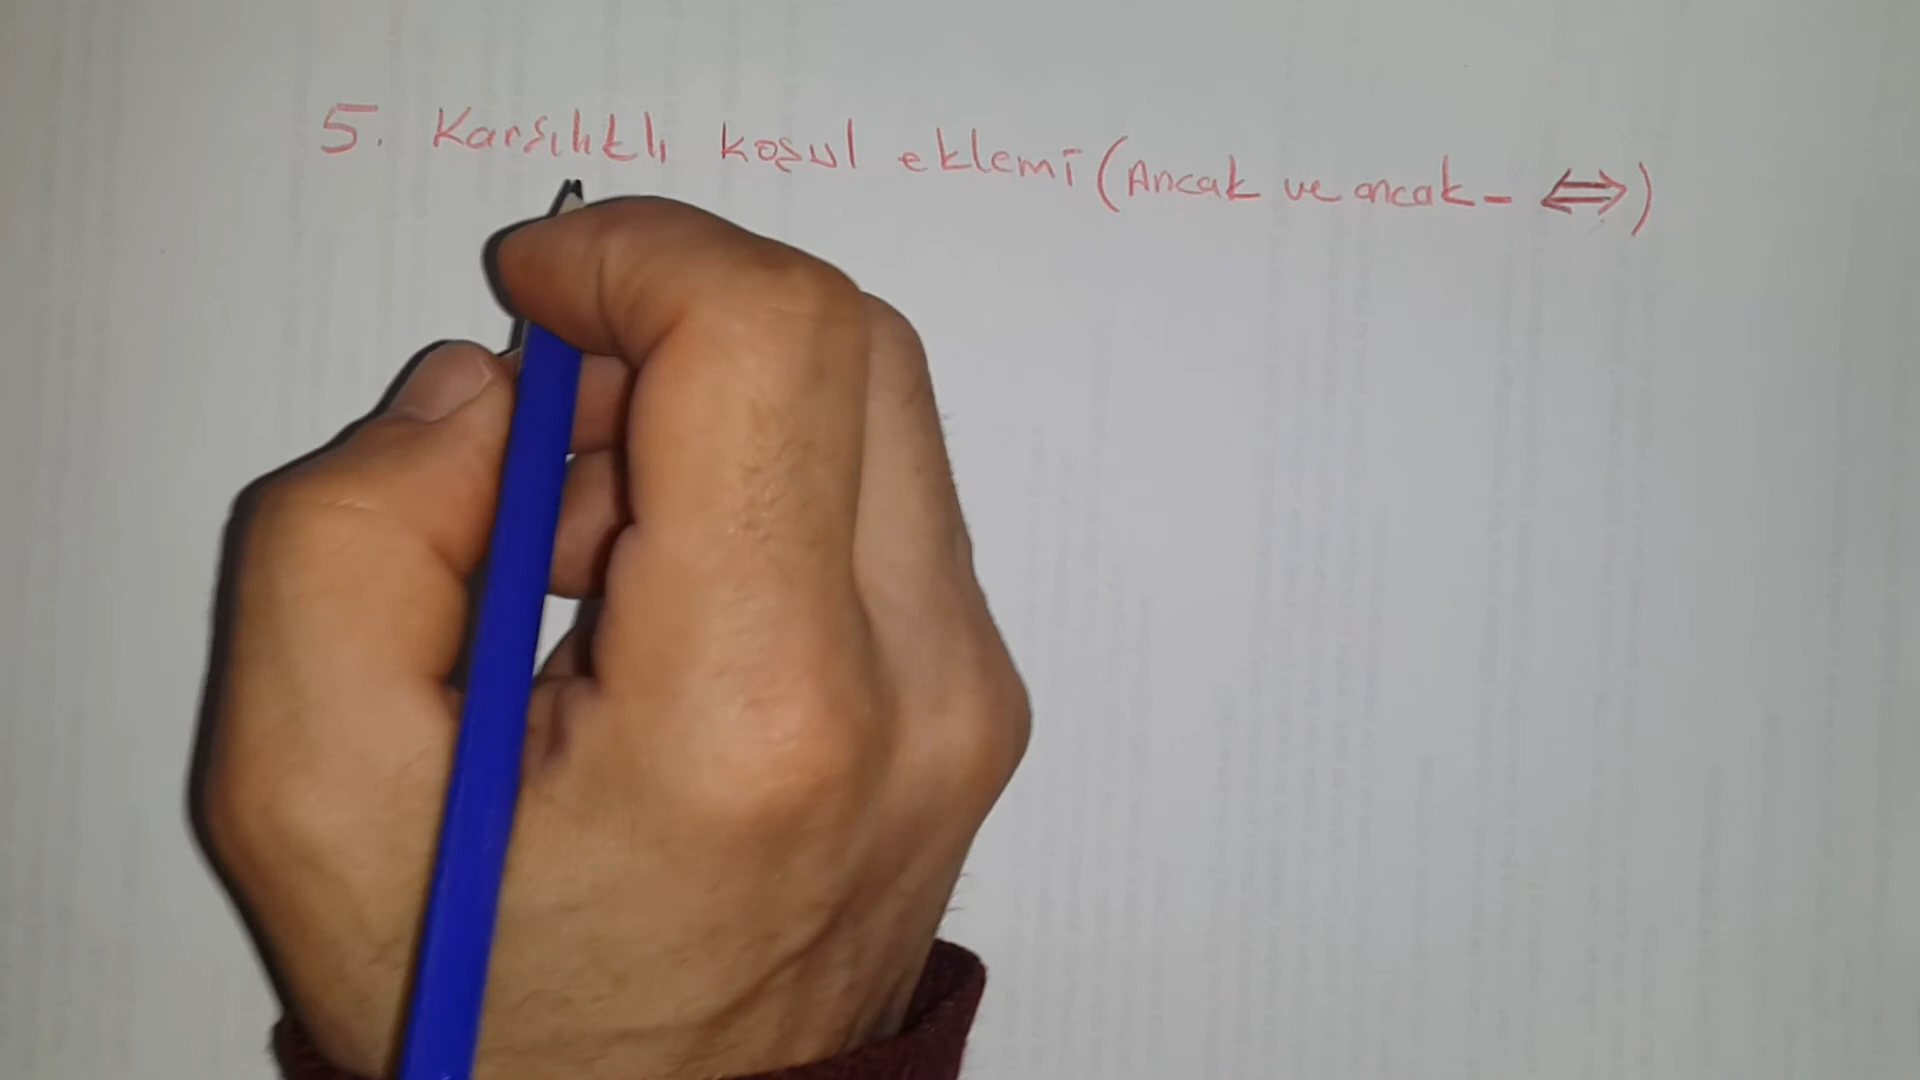 5. Karşılıklı koşul eklemi (Ancak ve ancak - ⇔)